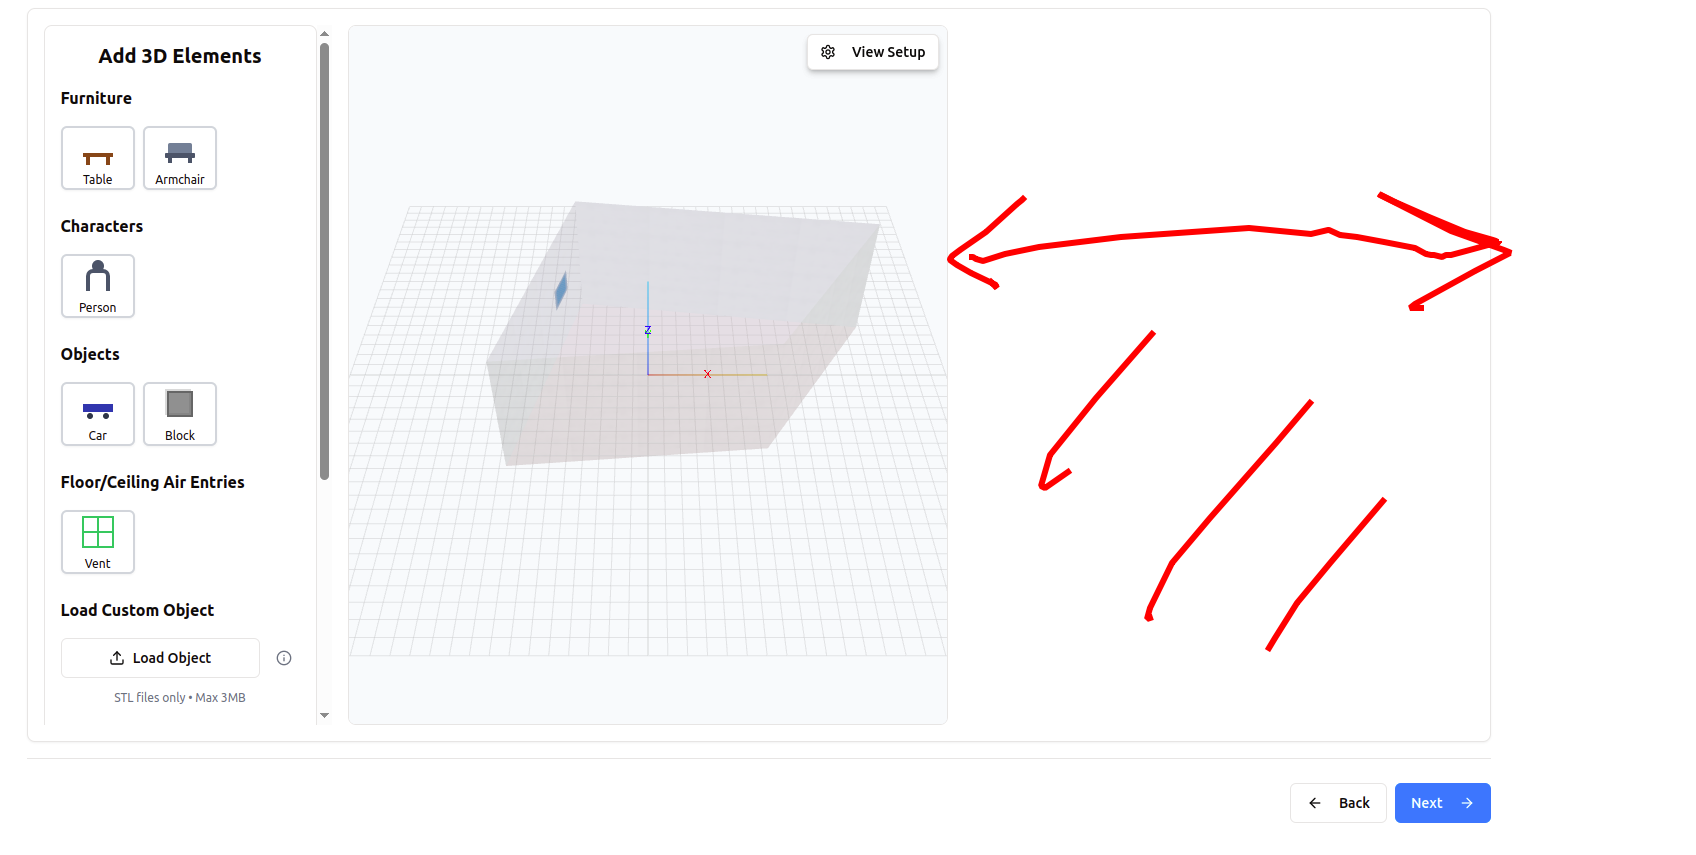 Add 3D Elements
Furniture
Table
Armchair
Characters
Person
Objects
Car
Block
Floor/Ceiling Air Entries
Vent
Load Custom Object
Load Object
STL files only • Max 3MB
View Setup
Z
X
Back
Next